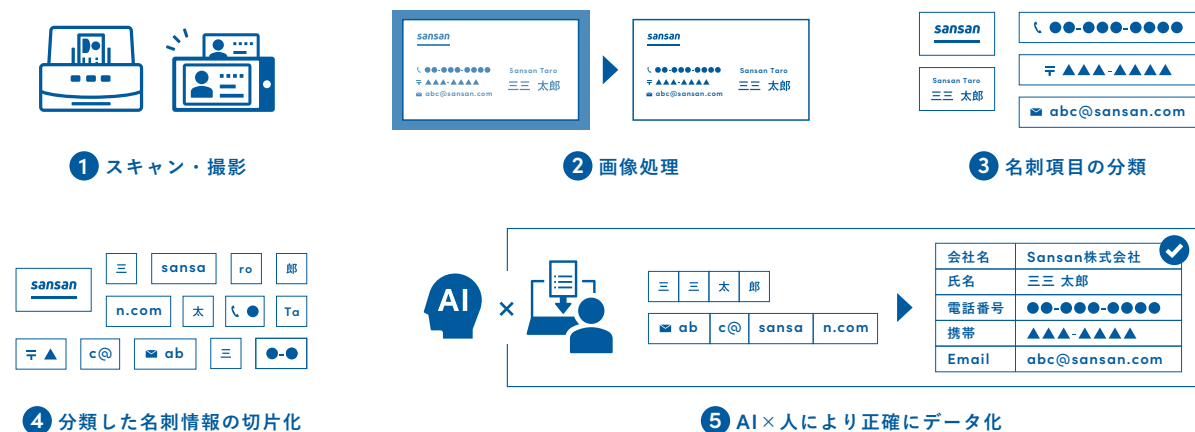 1 スキャン・撮影
sansan
●●-●●●-●●●●
〒 ▲▲▲-▲▲▲▲
abc@sansan.com
Sansan Taro
三三 太郎
sansan
●●-●●●-●●●●
〒 ▲▲▲-▲▲▲▲
abc@sansan.com
Sansan Taro
三三 太郎
2 画像処理
sansan
Sansan Taro
三三 太郎
●●-●●●-●●●●
〒 ▲▲▲-▲▲▲▲
abc@sansan.com
3 名刺項目の分類
sansan
三 sansa ro 郎
n.com 太 ● Ta
〒 ▲ c@ ab 三 ●-●
4 分類した名刺情報の切片化
AI ×
三 三 太 郎
ab c@ sansa n.com
会社名 Sansan株式会社
氏名 三三 太郎
電話番号 ●●-●●●-●●●●
携帯 ▲▲▲-▲▲▲▲
Email abc@sansan.com
5 AI×人により正確にデータ化